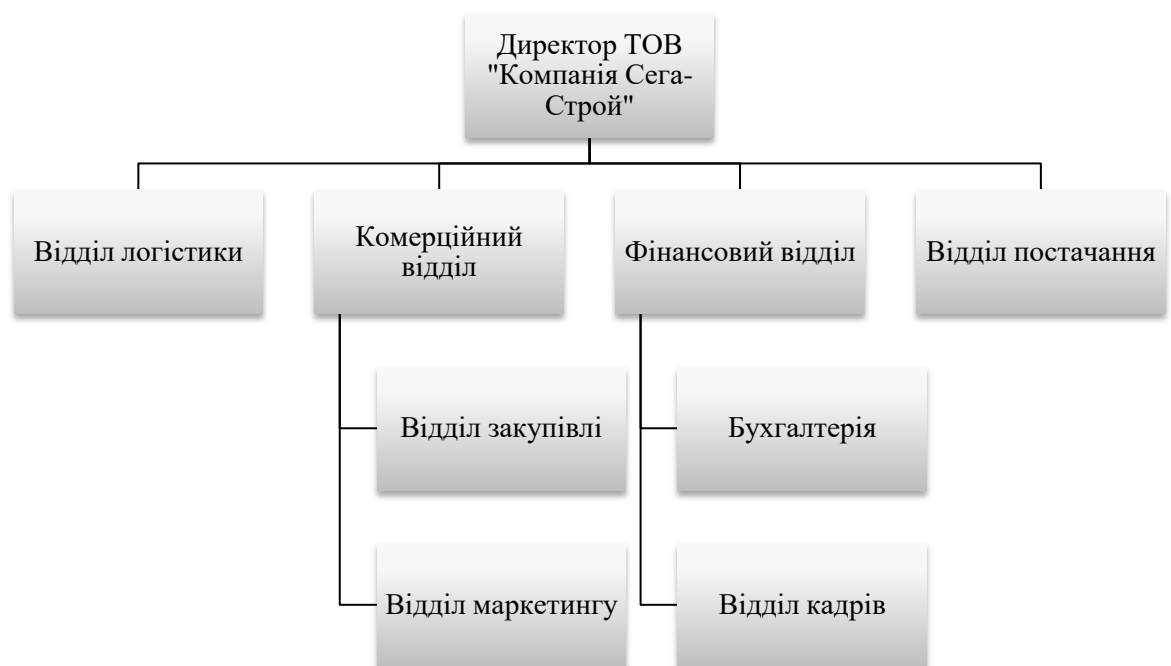 Директор ТОВ
"Компанія Сега-
Строй"
Відділ логістики
Комерційний
відділ
Фінансовий відділ
Відділ постачання
Відділ закупівлі
Бухгалтерія
Відділ маркетингу
Відділ кадрів